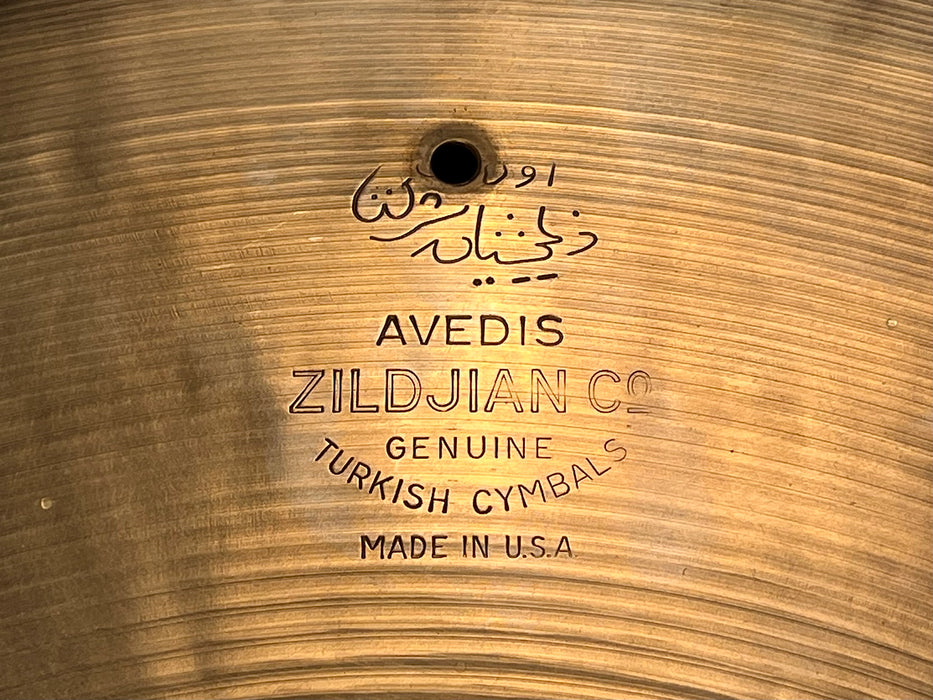 AVEDIS
ZILDJIAN Co
GENUINE
TURKISH CYMBALS
MADE IN U.S.A.